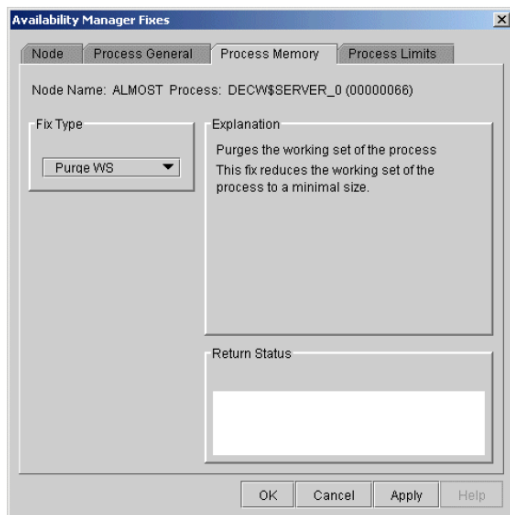 Availability Manager Fixes
Node Process General Process Memory Process Limits
Node Name: ALMOST Process: DECW$SERVER_0 (00000066)
Fix Type
Purge WS
Explanation
Purges the working set of the process
This fix reduces the working set of the
process to a minimal size.
Return Status
OK Cancel Apply Help